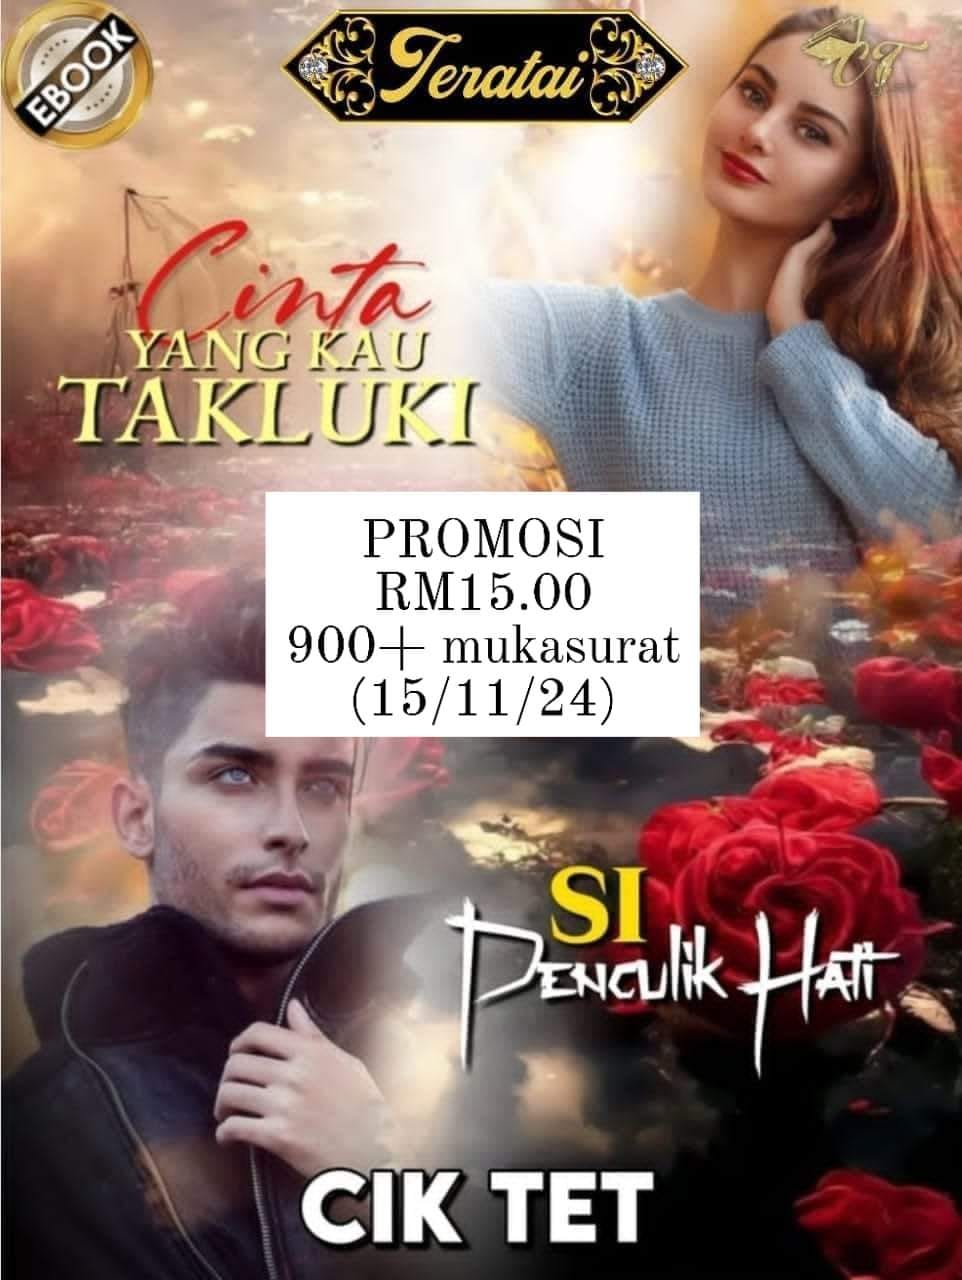 EBOOK
Teratai
CT
Cinta
YANG KAU
TAKLUKI
PROMOSI
RM15.00
900+ mukasurat
(15/11/24)
SI
PENCULIK HATI
CIK TET